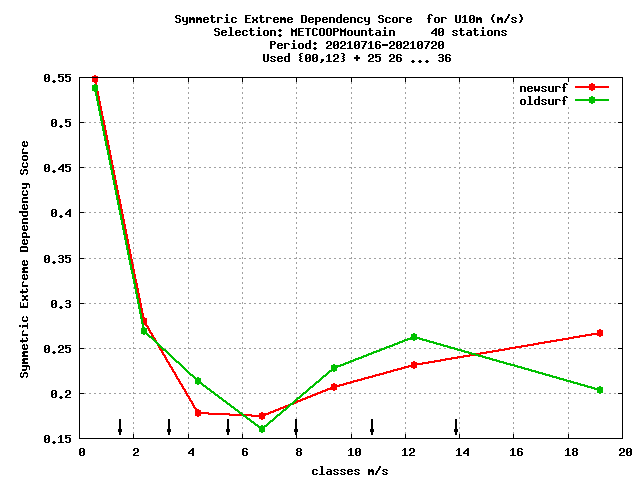 Symmetric Extreme Dependency Score  for U10m (m/s)
Selection: METCOOPMountain     40 stations
Period: 20210716-20210720
Used {00,12} + 25 26 ... 36
newsurf
oldsurf
0.55
0.5
0.45
0.4
0.35
0.3
0.25
0.2
0.15
Symmetric Extreme Dependency Score
0 2 4 6 8 10 12 14 16 18 20
classes m/s